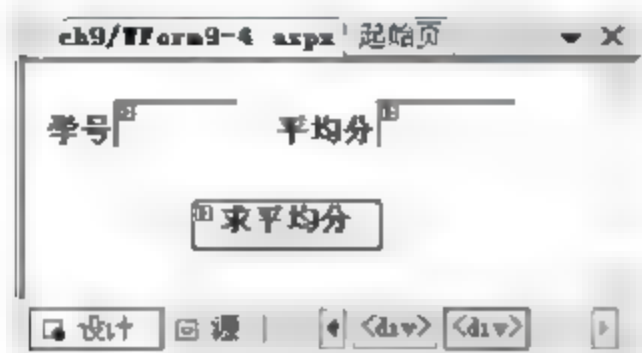 ch9/WForm9-4 aspx 起始页
学号 平均分
求平均分
设计 源 <div> <div>